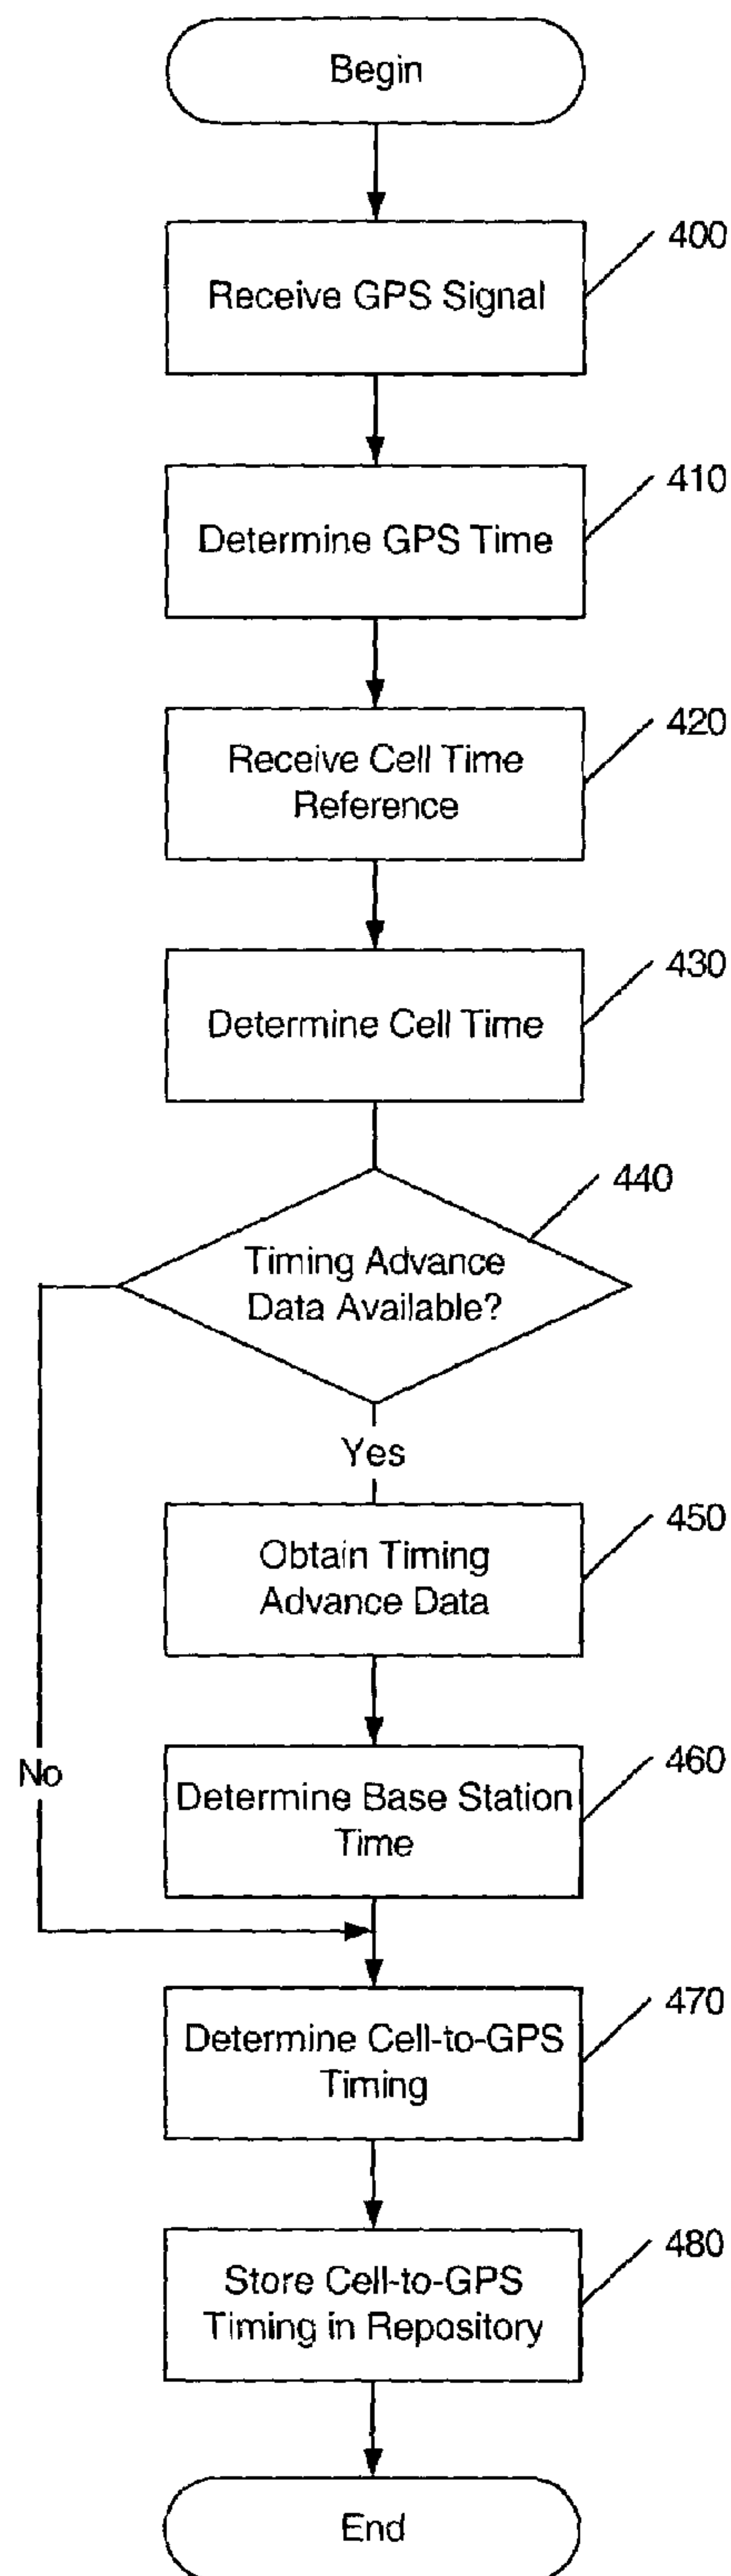 Begin
400
Receive GPS Signal
410
Determine GPS Time
420
Receive Cell Time
Reference
430
Determine Cell Time
440
Timing Advance
Data Available?
Yes
450
Obtain Timing
Advance Data
No
460
Determine Base Station
Time
470
Determine Cell-to-GPS
Timing
480
Store Cell-to-GPS
Timing in Repository
End